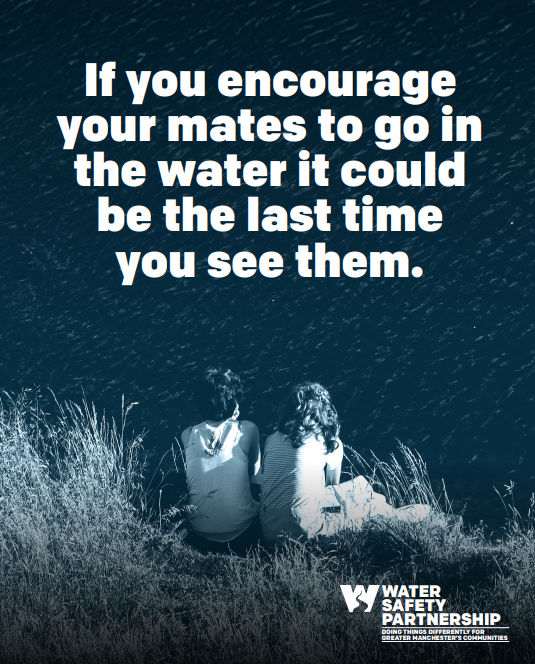 If you encourage
your mates to go in
the water it could
be the last time
you see them.
WATER
SAFETY
PARTNERSHIP
DOING THINGS DIFFERENTLY FOR
GREATER MANCHESTER'S COMMUNITIES